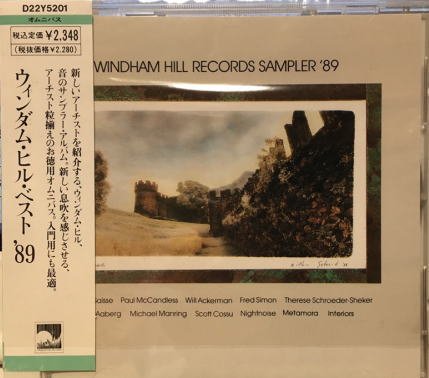 D22Y5201
オムニバス
税込定価 ¥2,348
(税抜価格¥2,280)
新しいアーチストを紹介する、ウィンダム・ヒル、
音のサンプラー・アルバム。新しい息吹を感じさせる、
アーチスト粒揃えのお徳用オムニバス。入門用にも最適。
ウィンダム・ヒル・ベスト '89
WINDHAM HILL RECORDS SAMPLER '89
Paul McCandless Will Ackerman Fred Simon Therese Schroeder-Sheker
Aaberg Michael Manring Scott Cossu Nightnoise Metamora Interiors